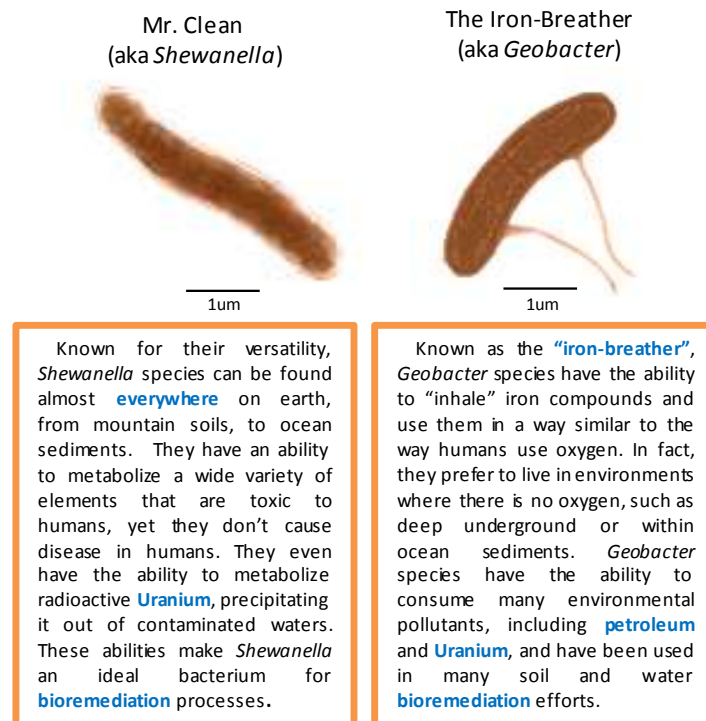 Mr. Clean
(aka Shewanella)
1um
Known for their versatility,
Shewanella species can be found
almost everywhere on earth,
from mountain soils, to ocean
sediments. They have an ability
to metabolize a wide variety of
elements that are toxic to
humans, yet they don't cause
disease in humans. They even
have the ability to metabolize
radioactive Uranium, precipitating
it out of contaminated waters.
These abilities make Shewanella
an ideal bacterium for
bioremediation processes.
The Iron-Breather
(aka Geobacter)
1um
Known as the “iron-breather”,
Geobacter species have the ability
to “inhale” iron compounds and
use them in a way similar to the
way humans use oxygen. In fact,
they prefer to live in environments
where there is no oxygen, such as
deep underground or within
ocean sediments. Geobacter
species have the ability to
consume many environmental
pollutants, including petroleum
and Uranium, and have been used
in many soil and water
bioremediation efforts.